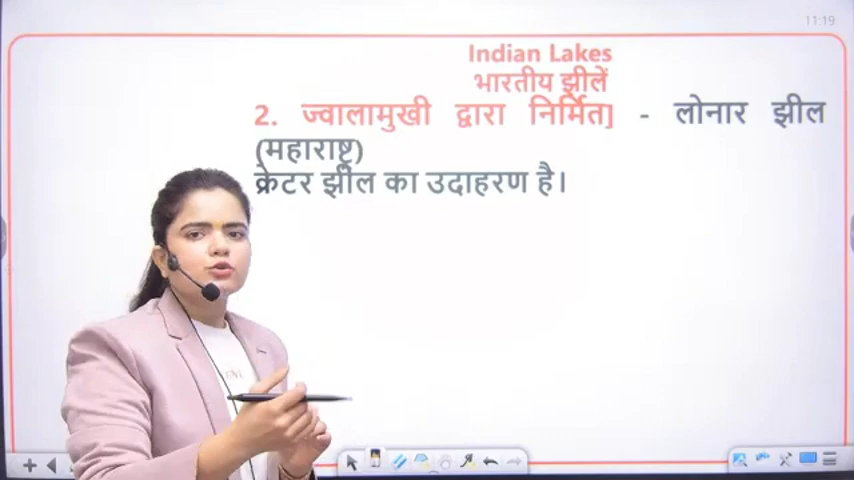 11:19
Indian Lakes
भारतीय झीलें
2. ज्वालामुखी द्वारा निर्मित] - लोनार झील
(महाराष्ट्र)
क्रेटर झील का उदाहरण है।